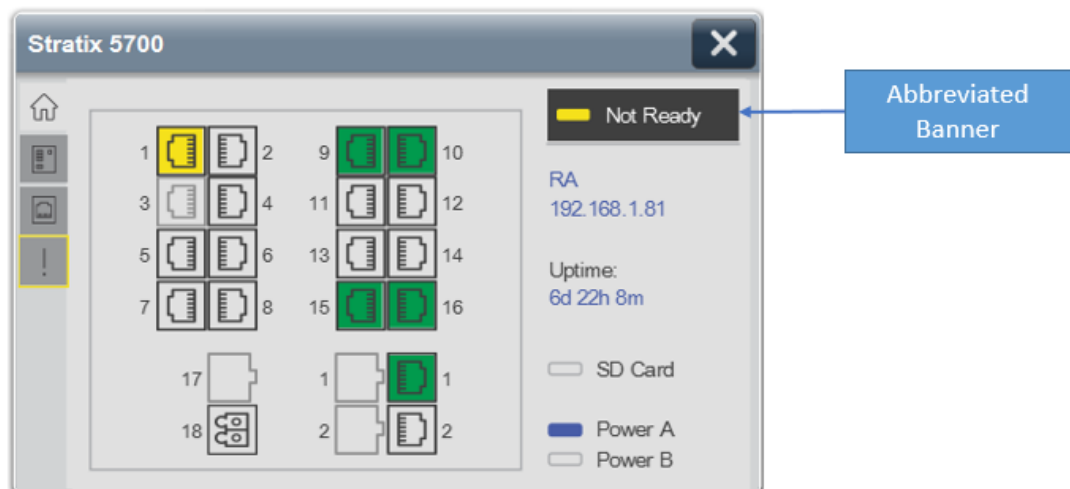 Stratix 5700
Not Ready
Abbreviated
Banner
1 2 9 10
3 4 11 12
5 6 13 14
7 8 15 16
17 1 1
18 2 2
RA
192.168.1.81
Uptime:
6d 22h 8m
SD Card
Power A
Power B